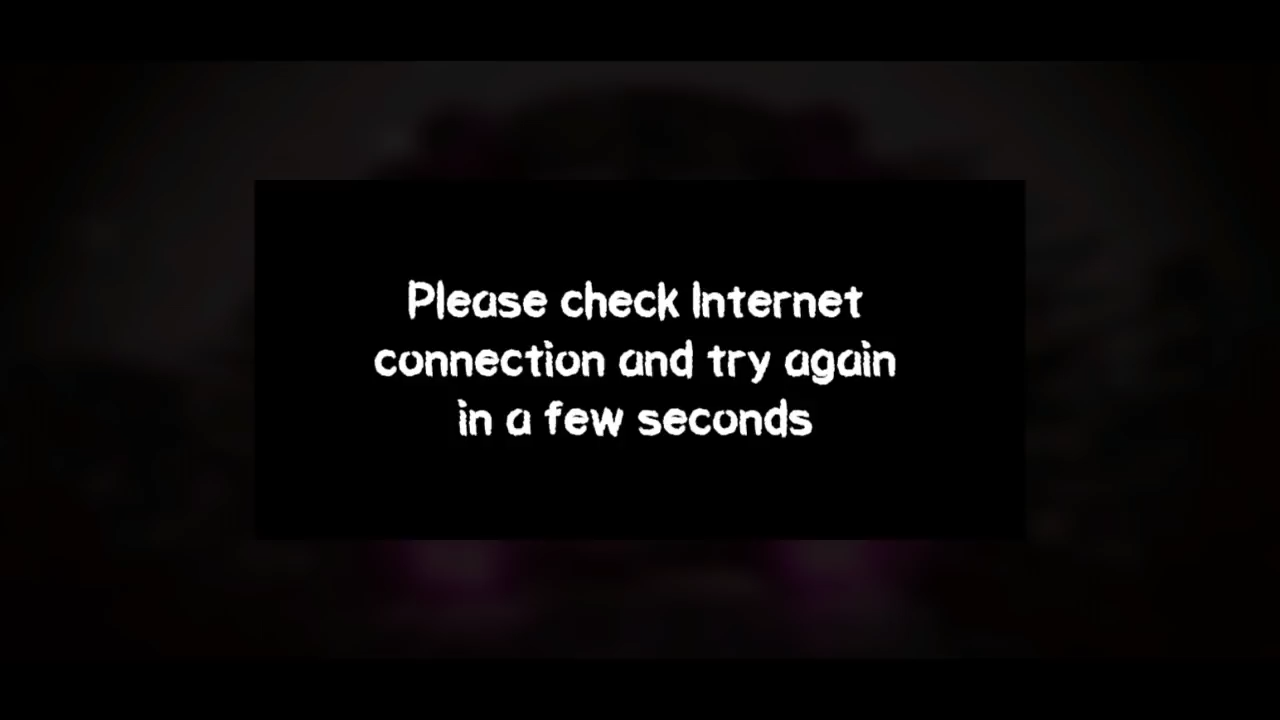 Please check Internet
connection and try again
in a few seconds